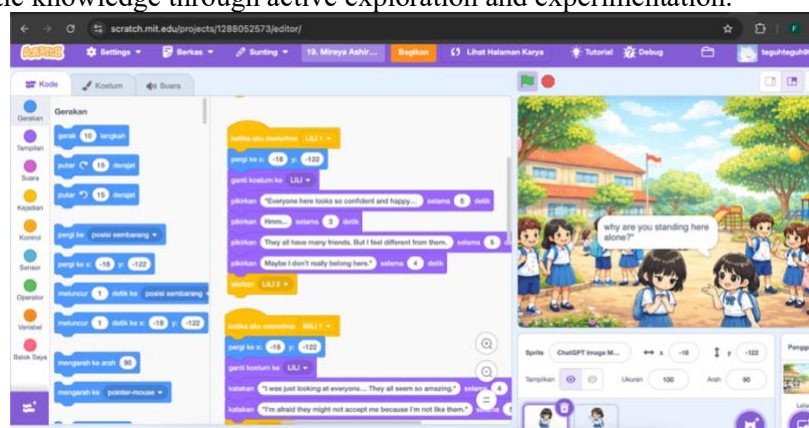 tic knowledge through active exploration and experimentation.
scratch.mit.edu/projects/1288052573/editor/
SCRATCH Settings Berkas Sunting 19. Mireya Ashir... Bagikan Lihat Halaman Karya Tutorial Debug
Kode Kostum Suara
Gerakan
Tampilan
Suara
Kejadian
Kontrol
Sensor
Operator
Variabel
Balok Saya
Gerakan
gerak 10 langkah
putar 15 derajat
putar 15 derajat
pergi ke posisi sembarang
pergi ke x: -18 y: -122
meluncur 1 detik ke posisi sembarang
meluncur 1 detik ke x: -18 y: -122
mengarah ke arah 90
mengarah ke pointer-mouse
ketika aku menerima LILI 1
pergi ke x: -18 y: -122
ganti kostum ke LILI
pikirkan "Everyone here looks so confident and happy... selama 5 detik
pikirkan Hmm... selama 3 detik
pikirkan They all have many friends. But I feel different from them. selama 5 d
pikirkan Maybe I don't really belong here." selama 4 detik
siarkan LILI 2
ketika aku menerima MILI 1
pergi ke x: -18 y: -122
ganti kostum ke LILI
katakan "I was just looking at everyone... They all seem so amazing." selama 4
katakan "I'm afraid they might not accept me because I'm not like them."
why are you standing here
alone?"
Sprite ChatGPT Image M... x -18 y -122
Tampilkan Ukuran 100 Arah 90